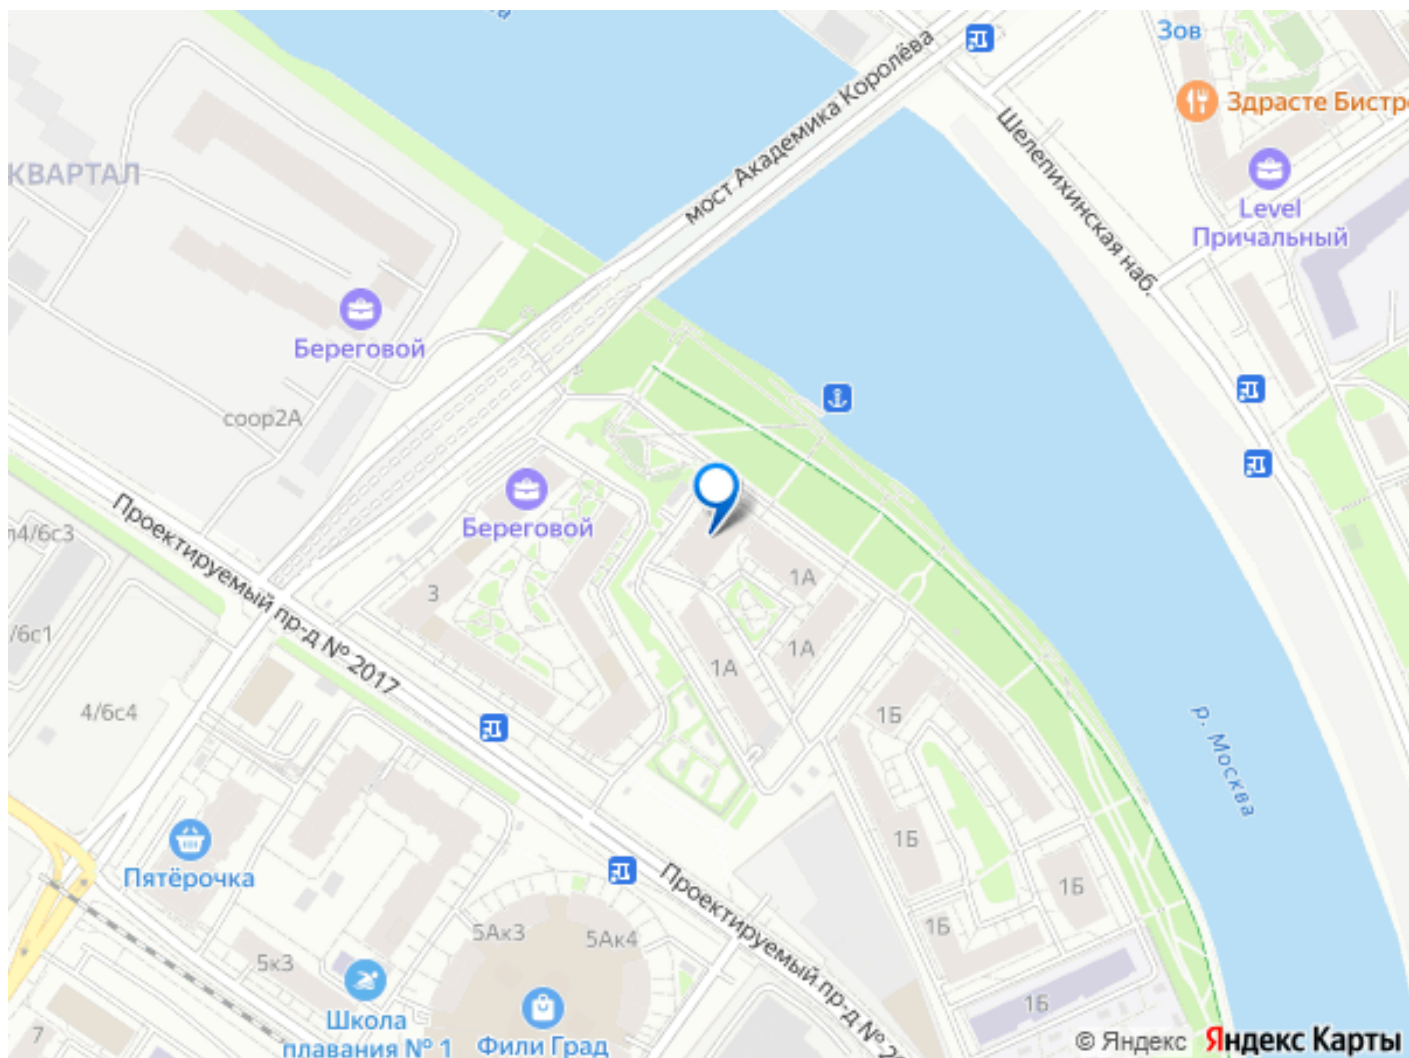 мост Академика Королёва
Зов
Здрасте Бистро
Шелепихинская наб.
КВАРТАЛ
Level
Причальный
Береговой
сооp2А
Береговой
Проектируемый пр-д № 2017
4/6с3
/6с1
3
1А
1А
1А
4/6с4
1Б
р. Москва
Пятёрочка
1Б
Проектируемый пр-д № 20
1Б
5Ак3
5Ак4
1Б
5к3
1Б
Школа
плавания № 1
Фили Град
7
© Яндекс
Яндекс Карты